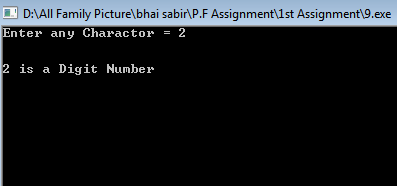 D:\All Family Picture\bhai sabir\P.F Assignment\1st Assignment\9.exe
Enter any Charactor = 2
2 is a Digit Number